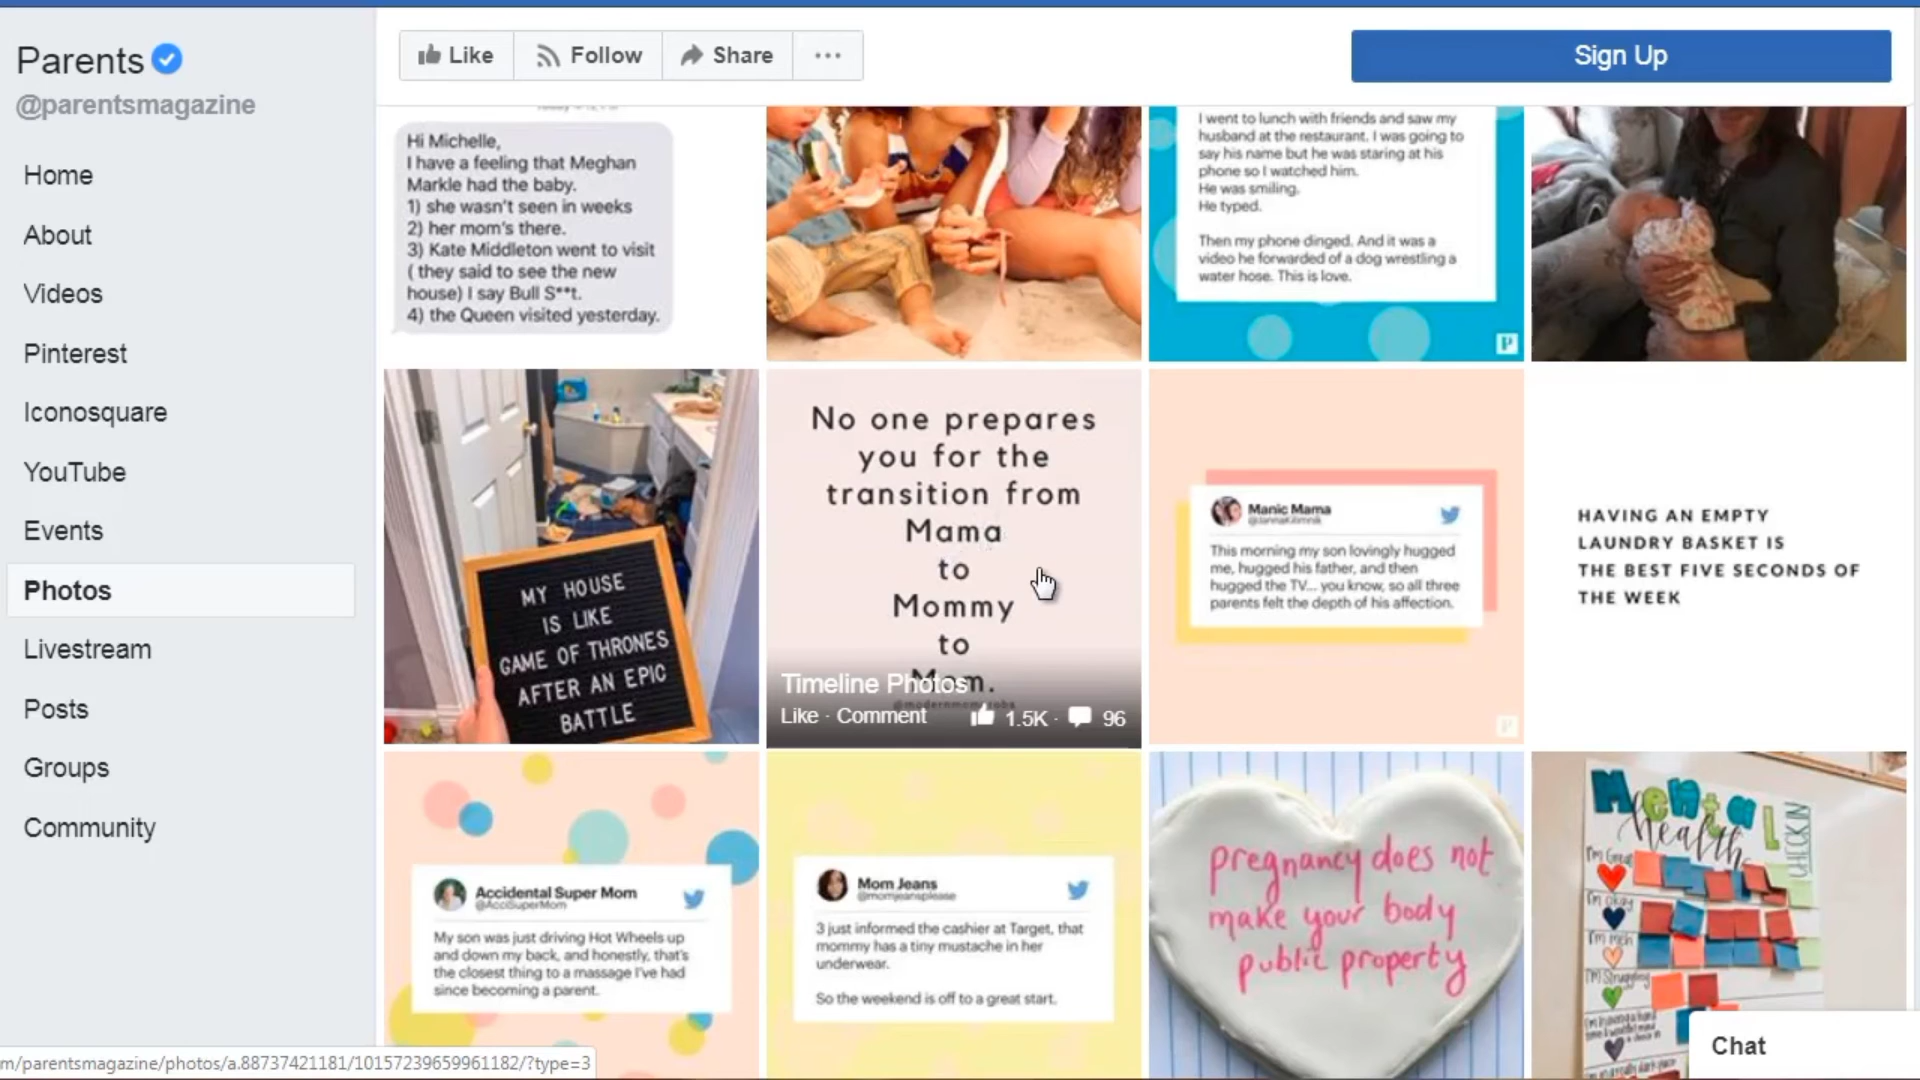 Parents
@parentsmagazine
Home
About
Videos
Pinterest
Iconosquare
YouTube
Events
Photos
Livestream
Posts
Groups
Community
Like
Follow
Share
Sign Up
Hi Michelle,
I have a feeling that Meghan
Markle had the baby.
1) she wasn't seen in weeks
2) her mom's there.
3) Kate Middleton went to visit
( they said to see the new
house) I say Bull S**t.
4) the Queen visited yesterday.
I went to lunch with friends and saw my
husband at the restaurant. I was going to
say his name but he was staring at his
phone so I watched him.
He was smiling.
He typed.
Then my phone dinged. And it was a
video he forwarded of a dog wrestling a
water hose. This is love.
P
MY HOUSE
IS LIKE
GAME OF THRONES
AFTER AN EPIC
BATTLE
No one prepares
you for the
transition from
Mama
to
Mommy
to
Mom.
Timeline Photos
Like · Comment
1.5K · 96
Manic Mama
This morning my son lovingly hugged
me, hugged his father, and then
hugged the TV... you know, so all three
parents felt the depth of his affection.
P
HAVING AN EMPTY
LAUNDRY BASKET IS
THE BEST FIVE SECONDS OF
THE WEEK
Accidental Super Mom
@AcciSuperMom
My son was just driving Hot Wheels up
and down my back, and honestly, that's
the closest thing to a massage I've had
since becoming a parent.
Mom Jeans
@momjeansplease
3 just informed the cashier at Target, that
mommy has a tiny mustache in her
underwear.
So the weekend is off to a great start.
pregnancy does not
make your body
public property
Mental
health
CHECK IN
I'm Great
I'm okay
I'm meh
I'm Struggling
Chat
m/parentsmagazine/photos/a.88737421181/10157239659961182/?type=3